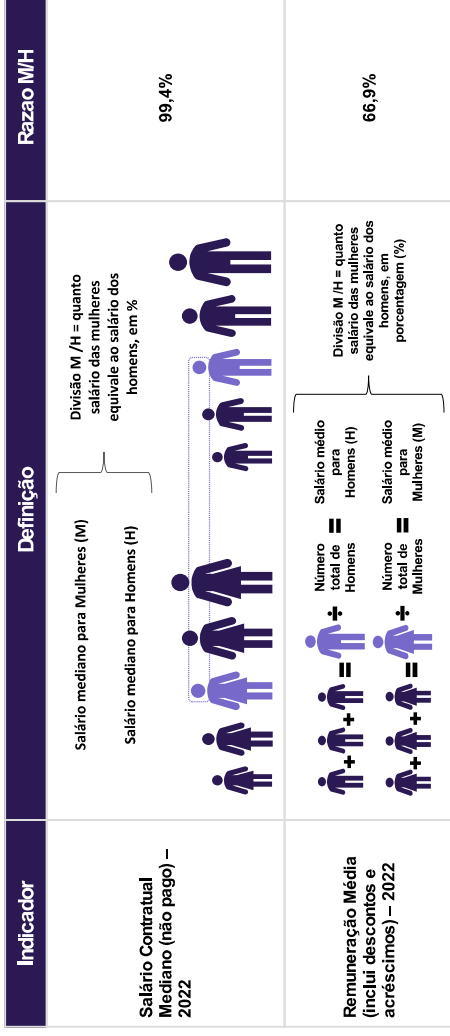 Indicador
Definição
Razao M/H
Salário Contratual
Mediano (não pago) –
2022
Salário mediano para Mulheres (M)
Salário mediano para Homens (H)
Divisão M /H = quanto
salário das mulheres
equivale ao salário dos
homens, em %
99,4%
Remuneração Média
(inclui descontos e
acréscimos) – 2022
+ + = ÷
Número
total de
Homens
=
Salário médio
para
Homens (H)
+ + = ÷
Número
total de
Mulheres
=
Salário médio
para
Mulheres (M)
Divisão M /H = quanto
salário das mulheres
equivale ao salário dos
homens, em
porcentagem (%)
66,9%